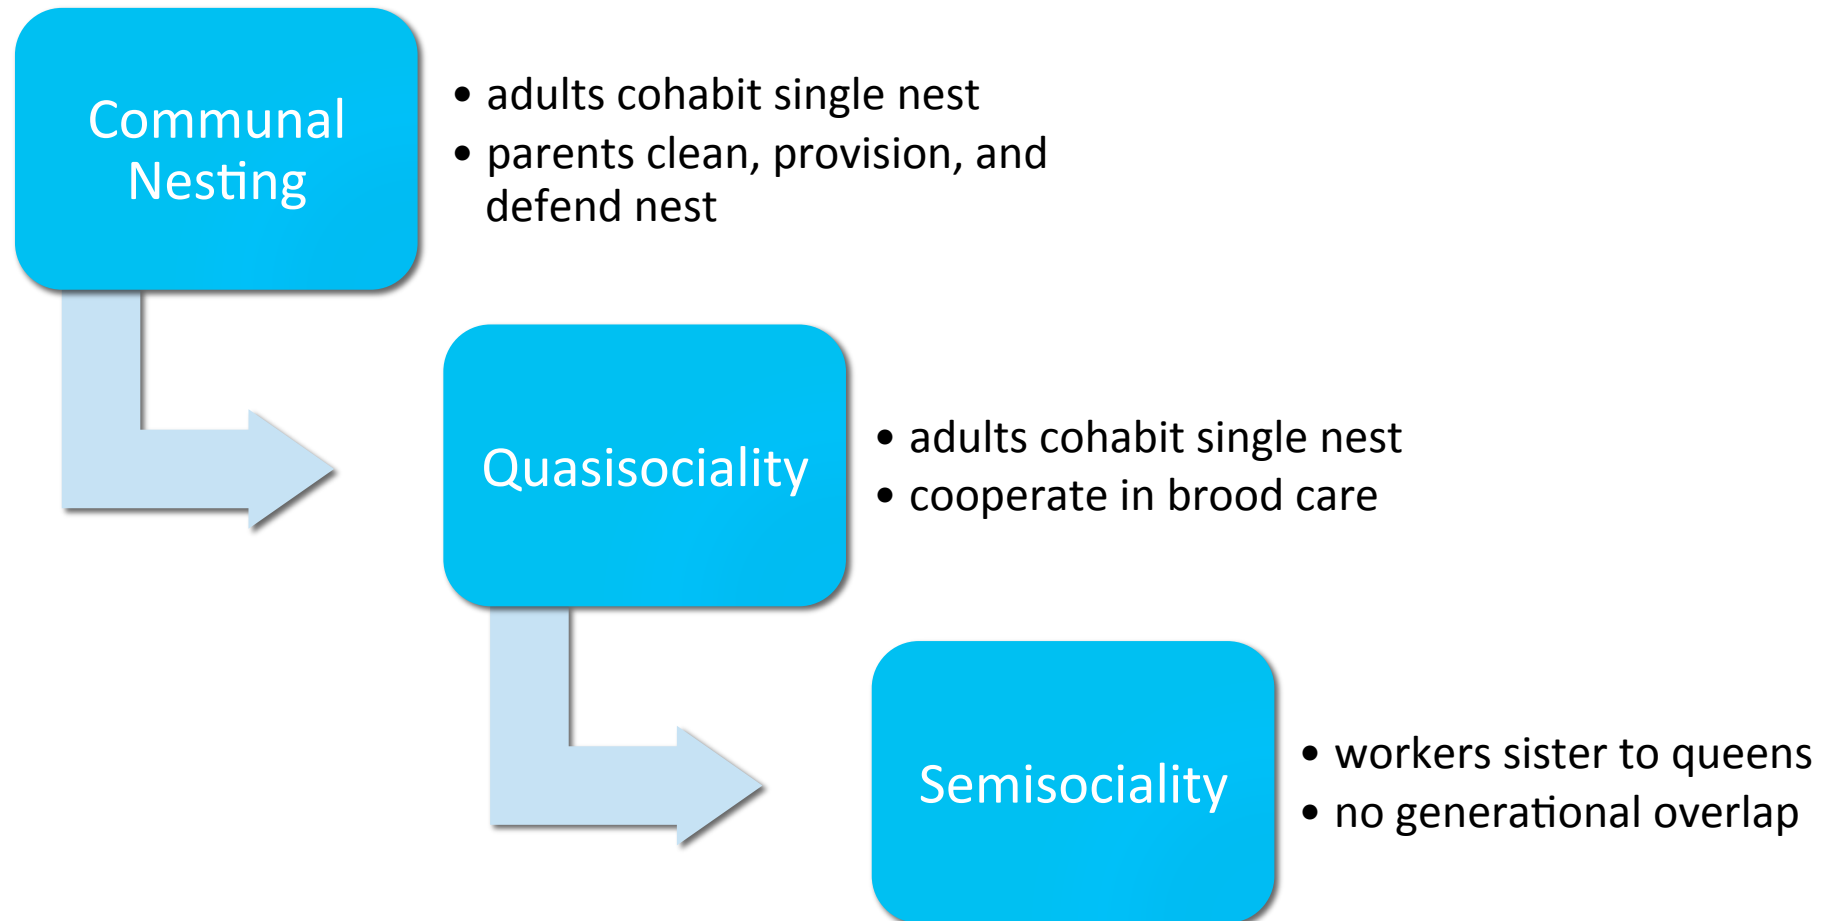 Communal
Nesting
• adults cohabit single nest
• parents clean, provision, and
defend nest
Quasisociality
• adults cohabit single nest
• cooperate in brood care
Semisociality
• workers sister to queens
• no generational overlap